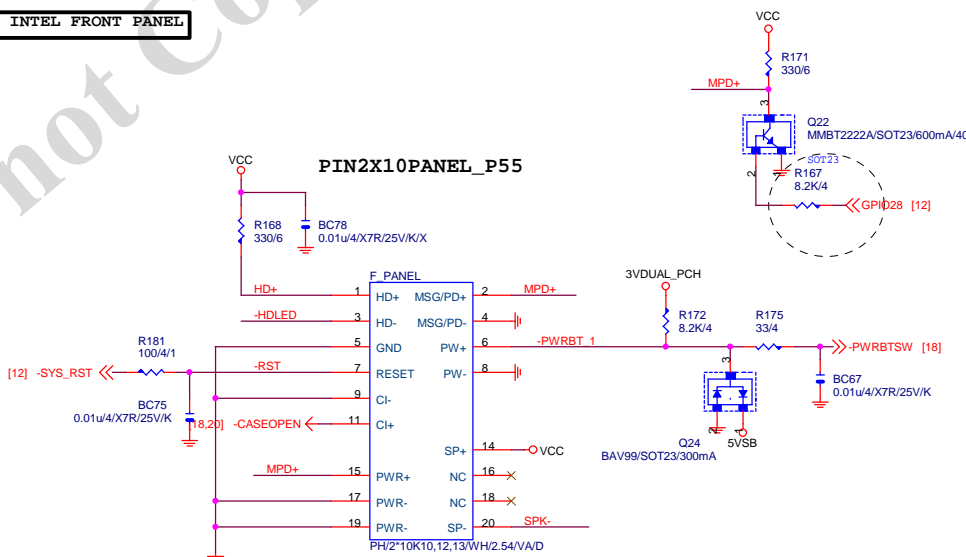 INTEL FRONT PANEL
not Co
PIN2X10PANEL_P55
VCC
R171
330/6
MPD+
3
Q22
MMBT2222A/SOT23/600mA/40
SOT23
2
R167
8.2K/4
GPIO28 [12]
VCC
R168
330/6
BC78
0.01u/4/X7R/25V/K/X
F_PANEL
HD+ 1 HD+ MSG/PD+ 2 MPD+
-HDLED 3 HD- MSG/PD- 4
5 GND PW+ 6 -PWRBT_1
-RST 7 RESET PW- 8
9 CI-
11 CI+
SP+ 14 VCC
MPD+ 15 PWR+ NC 16
17 PWR- NC 18
19 PWR- SP- 20 SPK-
PH/2*10K10,12,13/WH/2.54/VA/D
R181
100/4/1
[12] -SYS_RST
BC75
0.01u/4/X7R/25V/K
18,20] -CASEOPEN
3VDUAL_PCH
R172
8.2K/4
R175
33/4
-PWRBTSW [18]
3
BC67
0.01u/4/X7R/25V/K
2
5VSB
Q24
BAV99/SOT23/300mA